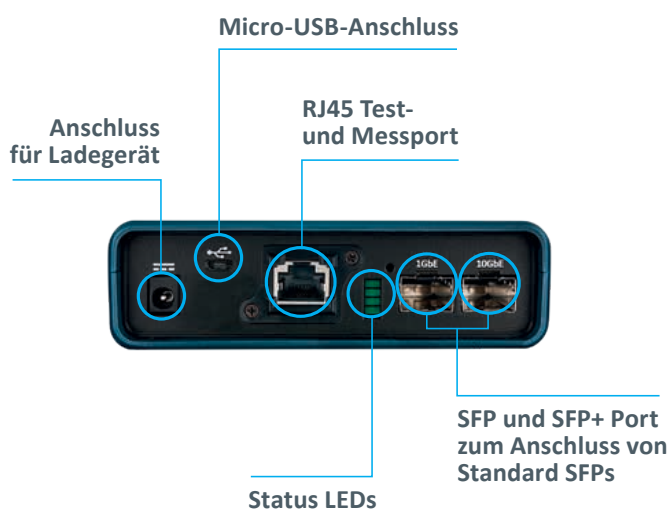 Micro-USB-Anschluss
RJ45 Test-
und Messport
Anschluss
für Ladegerät
1GbE
10GbE
SFP und SFP+ Port
zum Anschluss von
Standard SFPs
Status LEDs